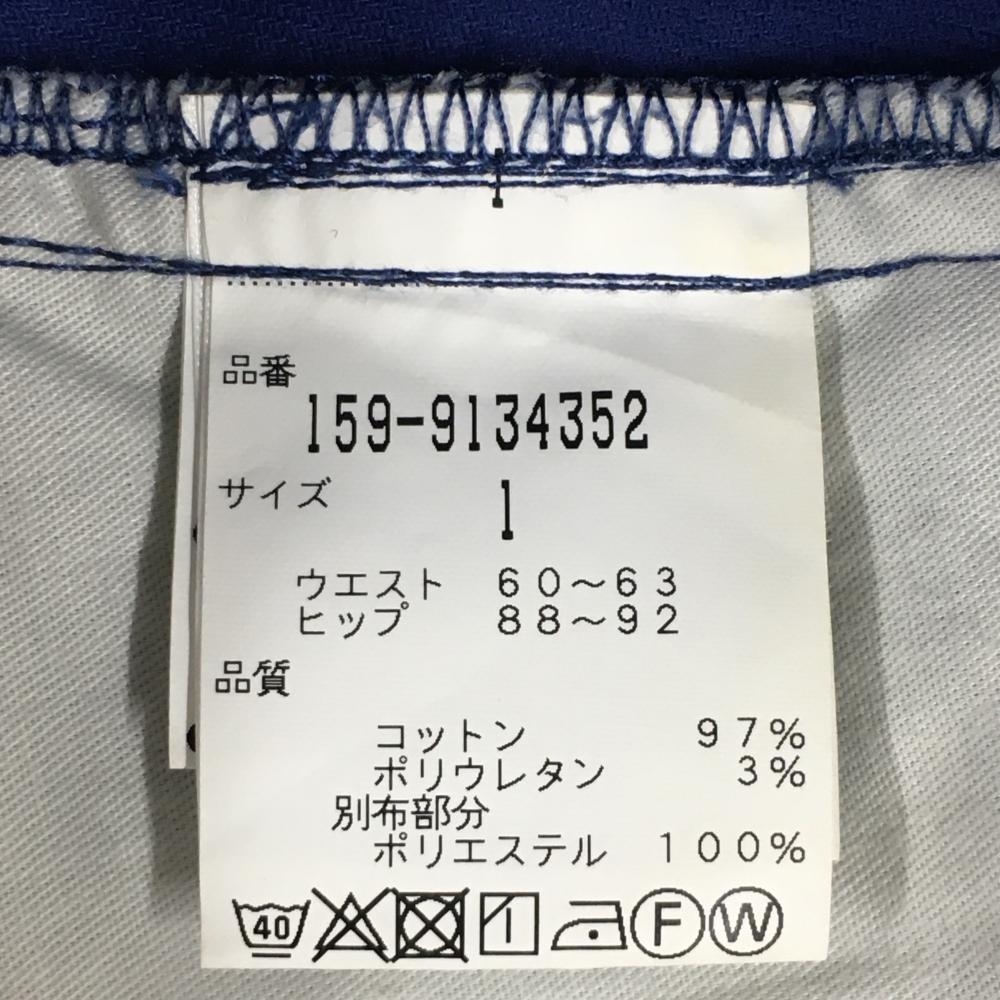 品番
159-9134352
サイズ 1
ウエスト 60～63
ヒップ 88～92
品質
コットン 97%
ポリウレタン 3%
別布部分
ポリエステル 100%
40 F W